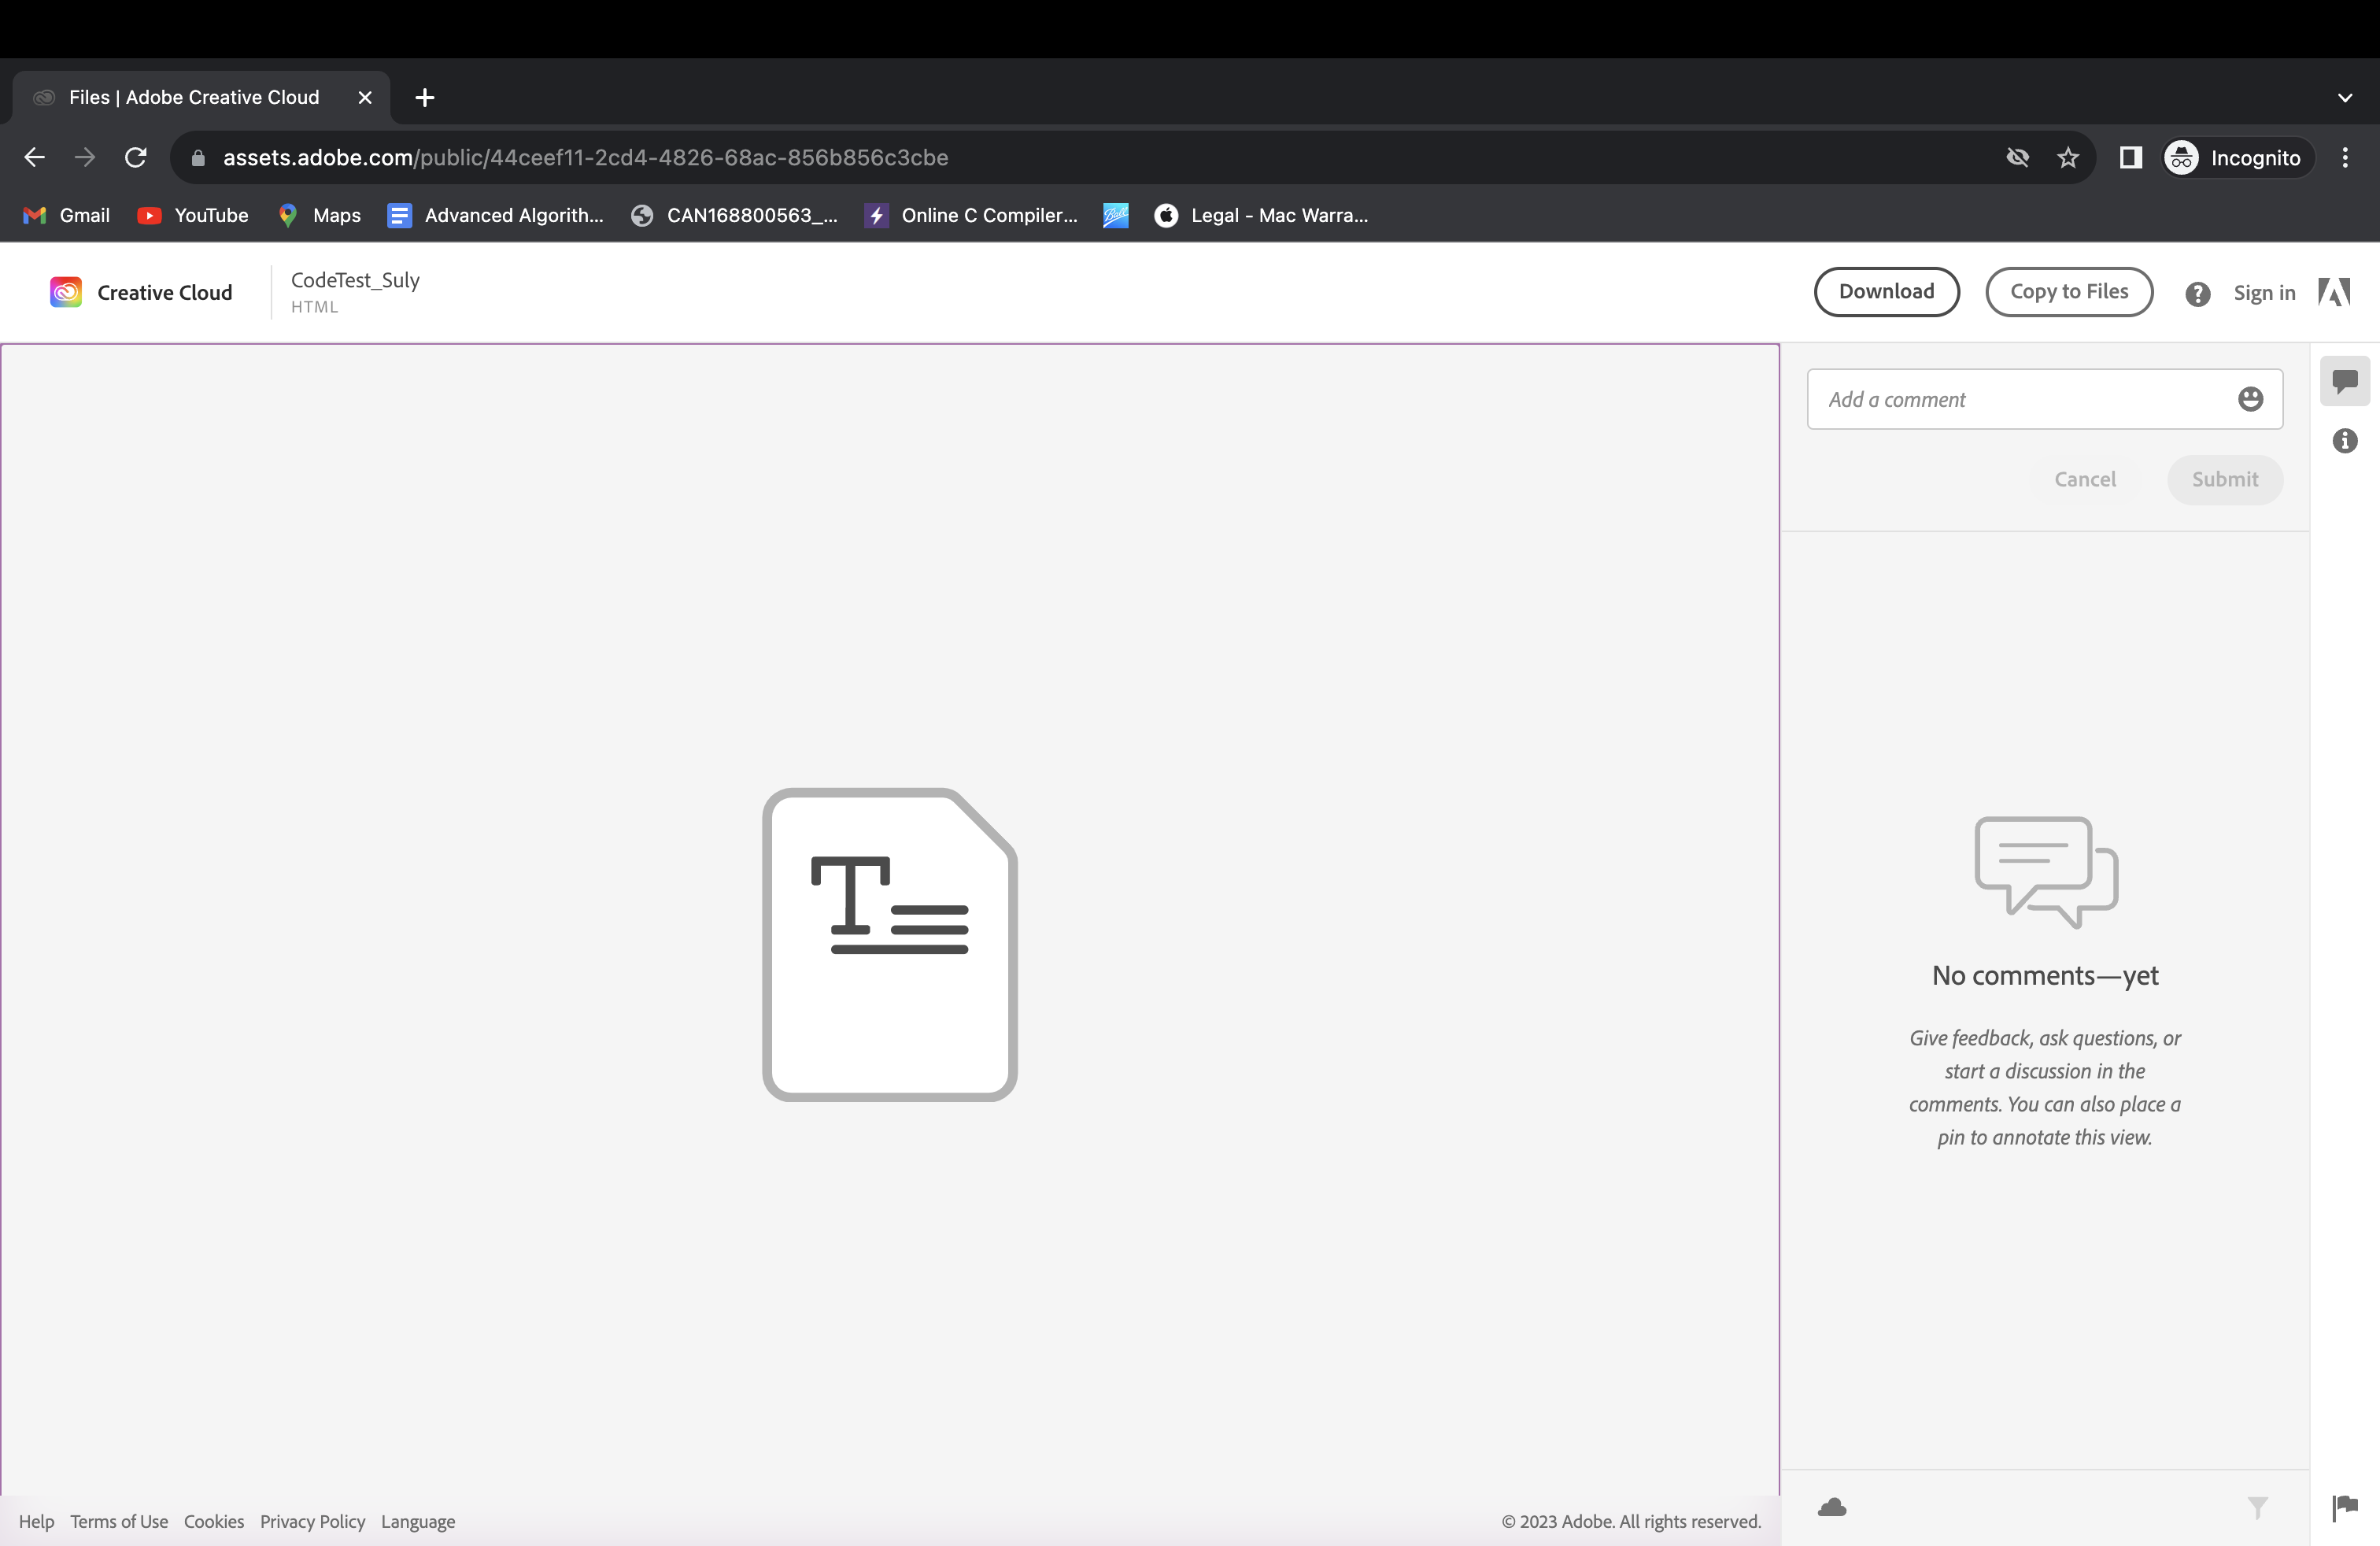 Files | Adobe Creative Cloud
assets.adobe.com/public/44ceef11-2cd4-4826-68ac-856b856c3cbe
Incognito
Gmail
YouTube
Maps
Advanced Algorith...
CAN168800563_...
Online C Compiler...
Ball
Legal - Mac Warra...
Creative Cloud
CodeTest_Suly
HTML
Download
Copy to Files
Sign in
Add a comment
Cancel
Submit
T
No comments—yet
Give feedback, ask questions, or
start a discussion in the
comments. You can also place a
pin to annotate this view.
Help
Terms of Use
Cookies
Privacy Policy
Language
© 2023 Adobe. All rights reserved.